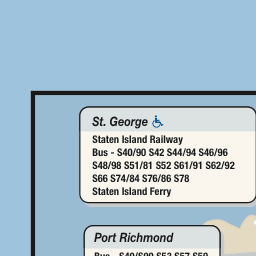 St. George
Staten Island Railway
Bus - S40/90 S42 S44/94 S46/96
S48/98 S51/81 S52 S61/91 S62/92
S66 S74/84 S76/86 S78
Staten Island Ferry
Port Richmond